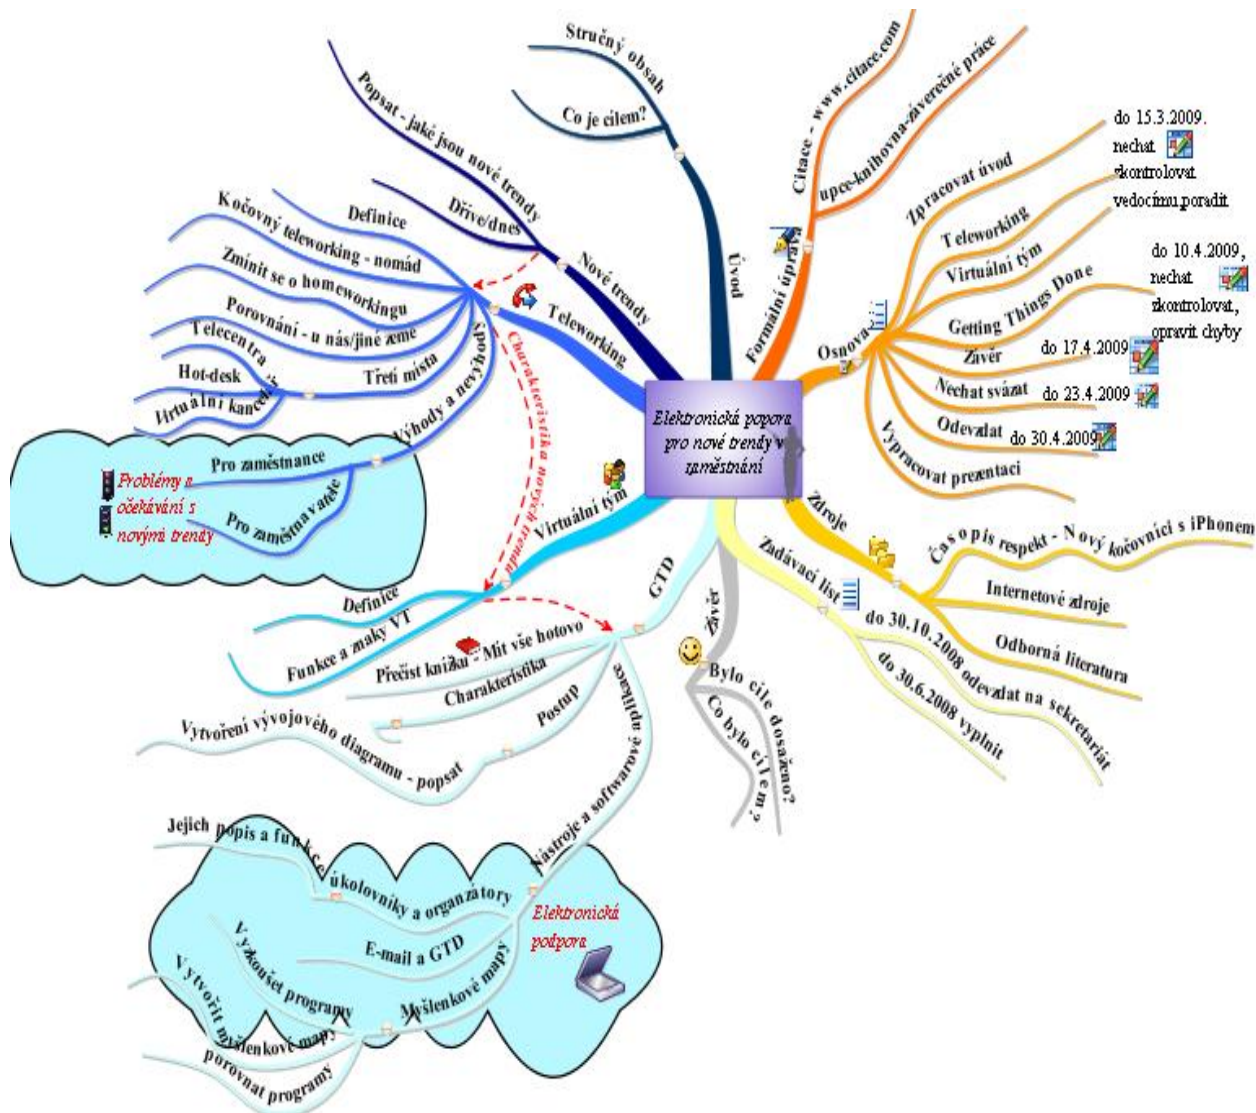 Elektronická popora
pro nové trendy v
zaměstnání
Úvod
Stručný obsah
Co je cílem?
Formální úprava
Citace - www.citace.com
upce-knihovna-záverečné práce
Osnova
Zpracovat úvod
do 15.3.2009.
nechat
skontrolovat
vedocímu,poradit
Teleworking
Virtuální tým
Getting Things Done
do 10.4.2009,
nechat
zkontrolovat,
opravit chyby
Závěr
do 17.4.2009
Nechat svázat
do 23.4.2009
Odevzdat
do 30.4.2009
Vypracovat prezentaci
Zdroje
Časopis respekt - Nový kočovníci s iPhonem
Internetové zdroje
Odborná literatura
Zadávací list
do 30.10.2008 odevzdat na sekretariát
do 30.6.2008 vyplnit
Závěr
Bylo cíle dosaženo?
Co bylo cílem?
GTD
Přečíst knížku - Mít vše hotovo
Charakteristika
Postup
Vytvoření vývojového diagramu - popsat
Nástroje a softwarové aplikace
úkolovníky a organzátory
Jejich popis a funkce
E-mail a GTD
Myšlenkové mapy
Vyzkoušet programy
Vytvořit myšlenkové mapy
porovnat programy
Elektronická
podpora
Virtuální tým
Definice
Funkce a znaky VT
Teleworking
Definice
Kočovný teleworking - nomád
Zmínit se o homeworkingu
Porovnání - u nás/jiné země
Třetí místa
Telecentra
Hot-desk
Virtuální kancelář
Výhody a nevýhody
Pro zaměstnance
Pro zaměstnavatele
Problémy a
očekávání s
novými trendy
Charakteristika nových trendu
Nové trendy
Popsat - jaké jsou nové trendy
Dříve/dnes